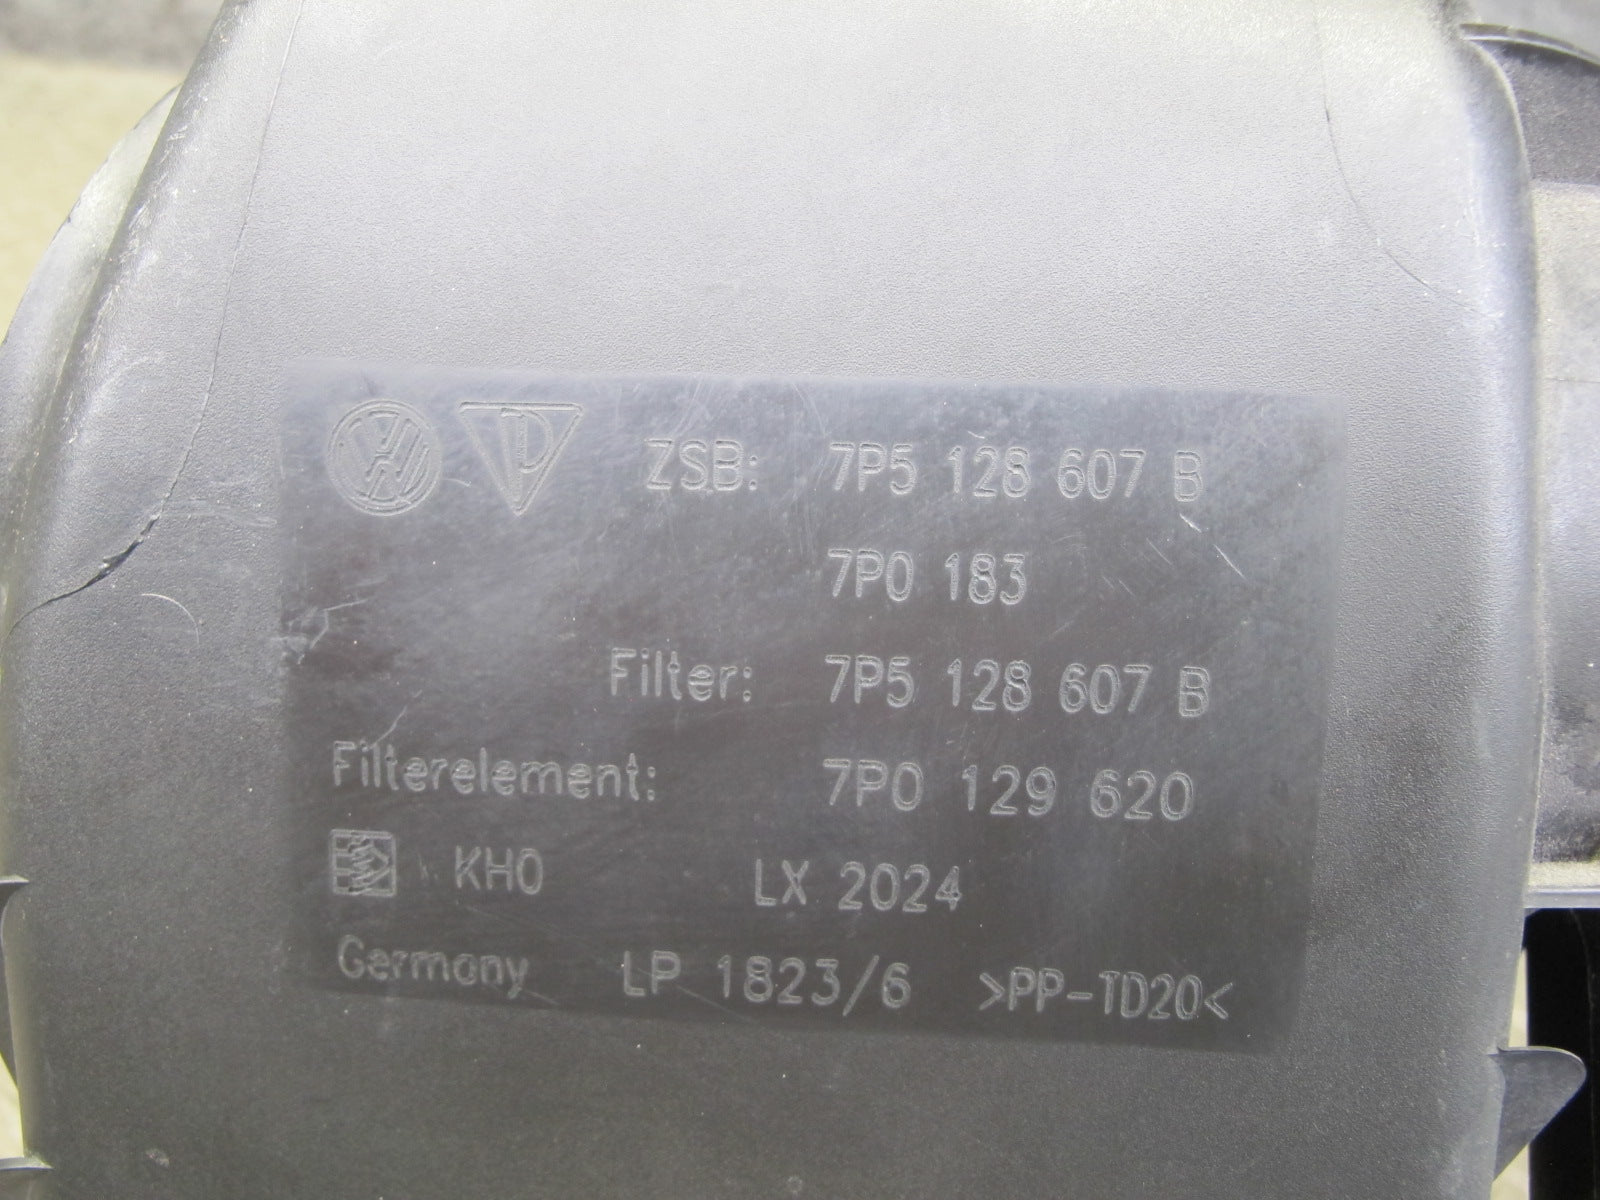 ZSB: 7P5 128 607 B
7P0 183
Filter: 7P5 128 607 B
Filterelement: 7P0 129 620
KHO LX 2024
Germany LP 1823/6 >PP-TD20<